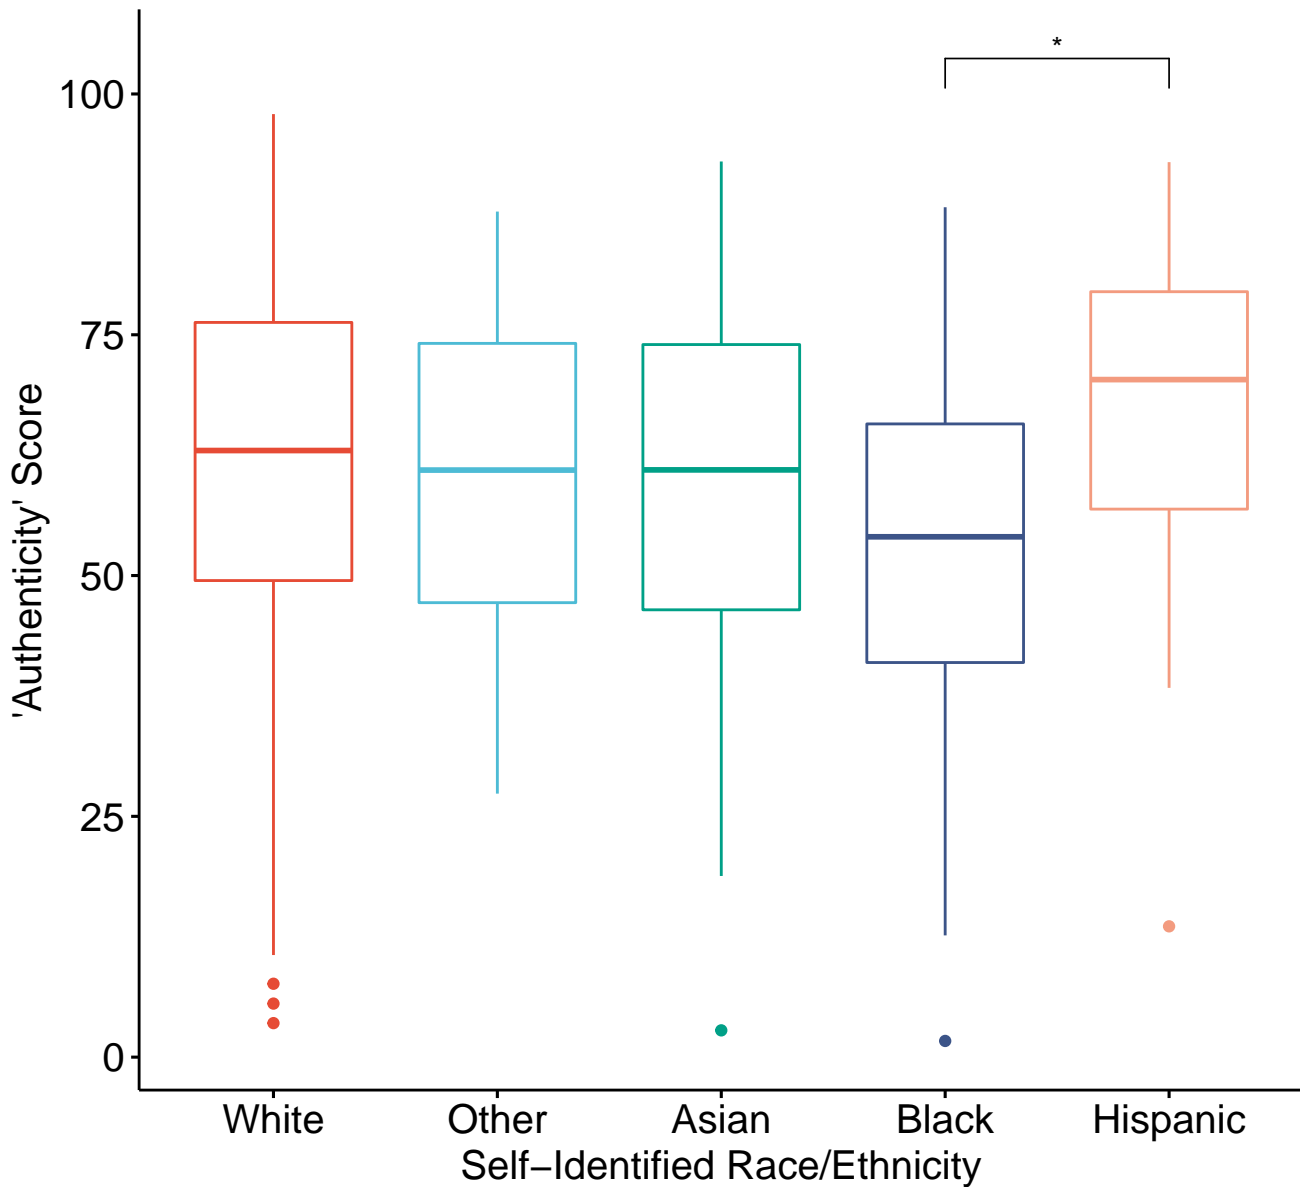 *
100
75
50
25
0
'Authenticity' Score
White Other Asian Black Hispanic
Self−Identified Race/Ethnicity